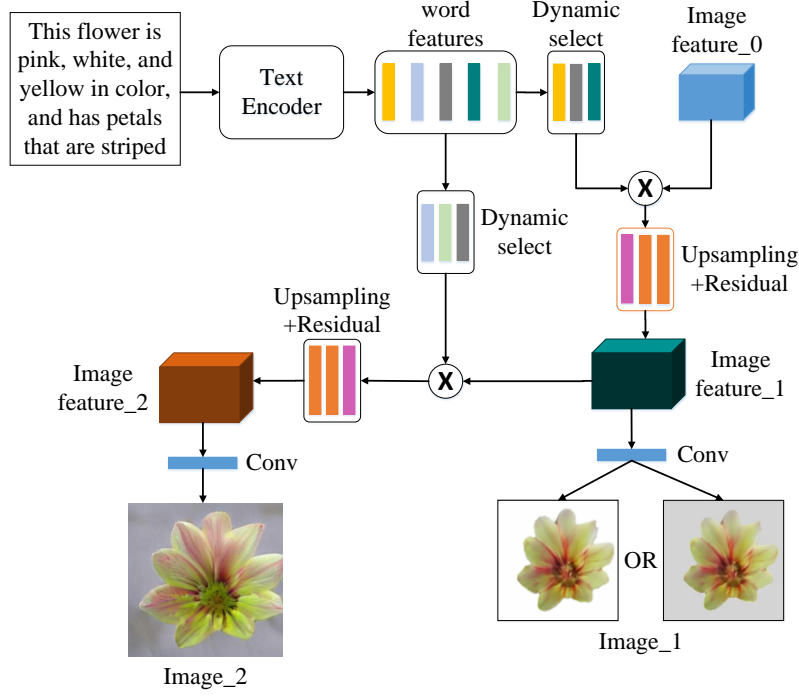 This flower is
pink, white, and
yellow in color,
and has petals
that are striped
Text
Encoder
word
features
Dynamic
select
Image
feature_0
X
Dynamic
select
Upsampling
+Residual
Upsampling
+Residual
Image
feature_2
X
Image
feature_1
Conv
Conv
OR
Image_1
Image_2